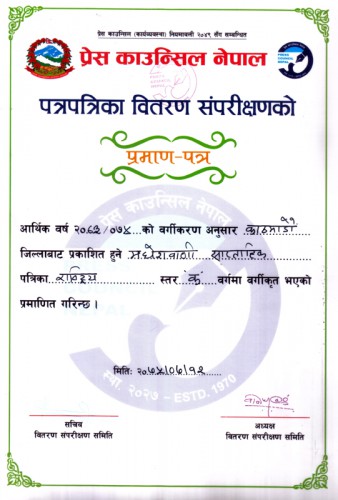 प्रेस काउन्सिल (कार्यव्यवस्था) नियमावली २०४९ सँग सम्बन्धित
प्रेस काउन्सिल नेपाल
पत्रपत्रिका वितरण संपरीक्षणको
प्रमाण-पत्र
आर्थिक वर्ष २०७३/०७४ को वर्गीकरण अनुसार काठमाडौं
जिल्लाबाट प्रकाशित हुने मधेशवाणी साप्ताहिक
पत्रिका राष्ट्रिय स्तर "क" वर्गमा वर्गीकृत भएको
प्रमाणित गरिन्छ ।
प्रेस काउन्सिल नेपाल
स्था. २०२७ - ESTD. 1970
मितिः २०७५/०७/१२
सचिव
वितरण संपरीक्षण समिति
अध्यक्ष
वितरण संपरीक्षण समिति